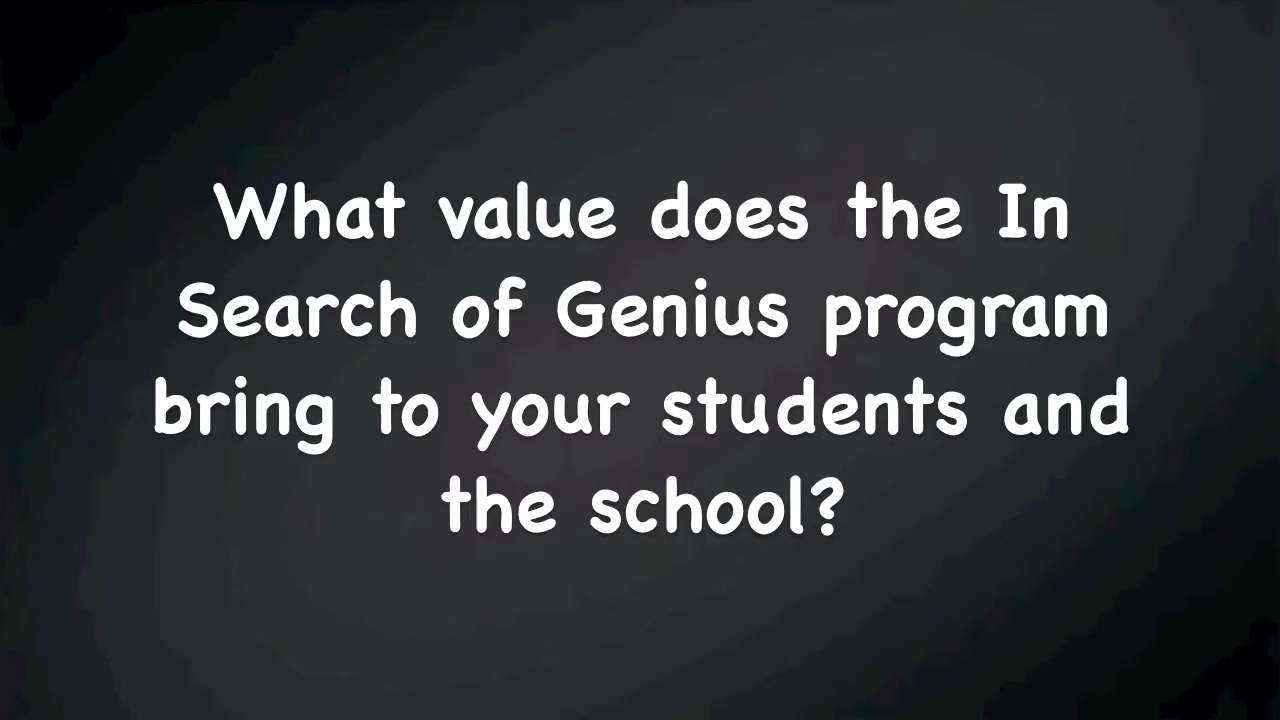 What value does the In
Search of Genius program
bring to your students and
the school?